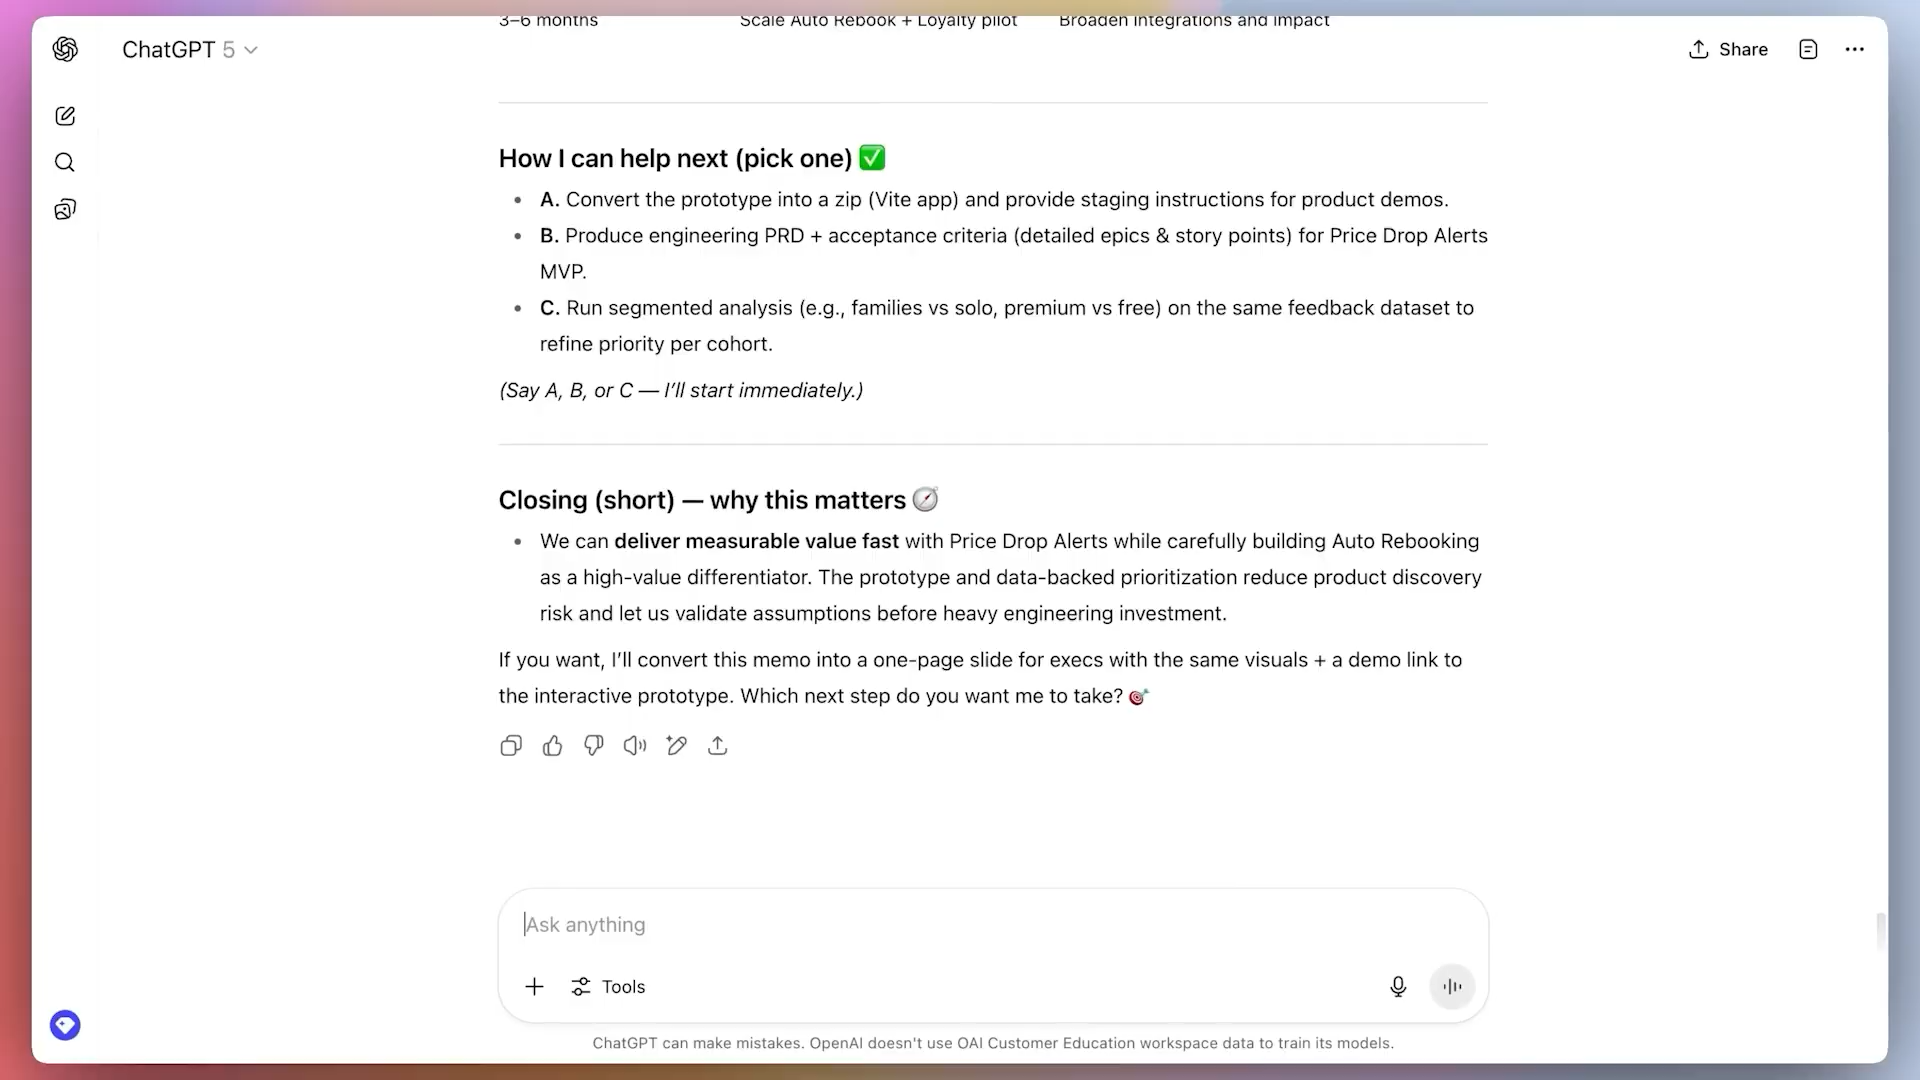 3–6 months Scale Auto Rebook + Loyalty pilot Broaden integrations and impact
ChatGPT 5
Share
How I can help next (pick one) ✅
• A. Convert the prototype into a zip (Vite app) and provide staging instructions for product demos.
• B. Produce engineering PRD + acceptance criteria (detailed epics & story points) for Price Drop Alerts
MVP.
• C. Run segmented analysis (e.g., families vs solo, premium vs free) on the same feedback dataset to
refine priority per cohort.
(Say A, B, or C — I’ll start immediately.)
Closing (short) — why this matters 🧭
• We can deliver measurable value fast with Price Drop Alerts while carefully building Auto Rebooking
as a high-value differentiator. The prototype and data-backed prioritization reduce product discovery
risk and let us validate assumptions before heavy engineering investment.
If you want, I’ll convert this memo into a one-page slide for execs with the same visuals + a demo link to
the interactive prototype. Which next step do you want me to take? 🎯
Ask anything
Tools
ChatGPT can make mistakes. OpenAI doesn't use OAI Customer Education workspace data to train its models.